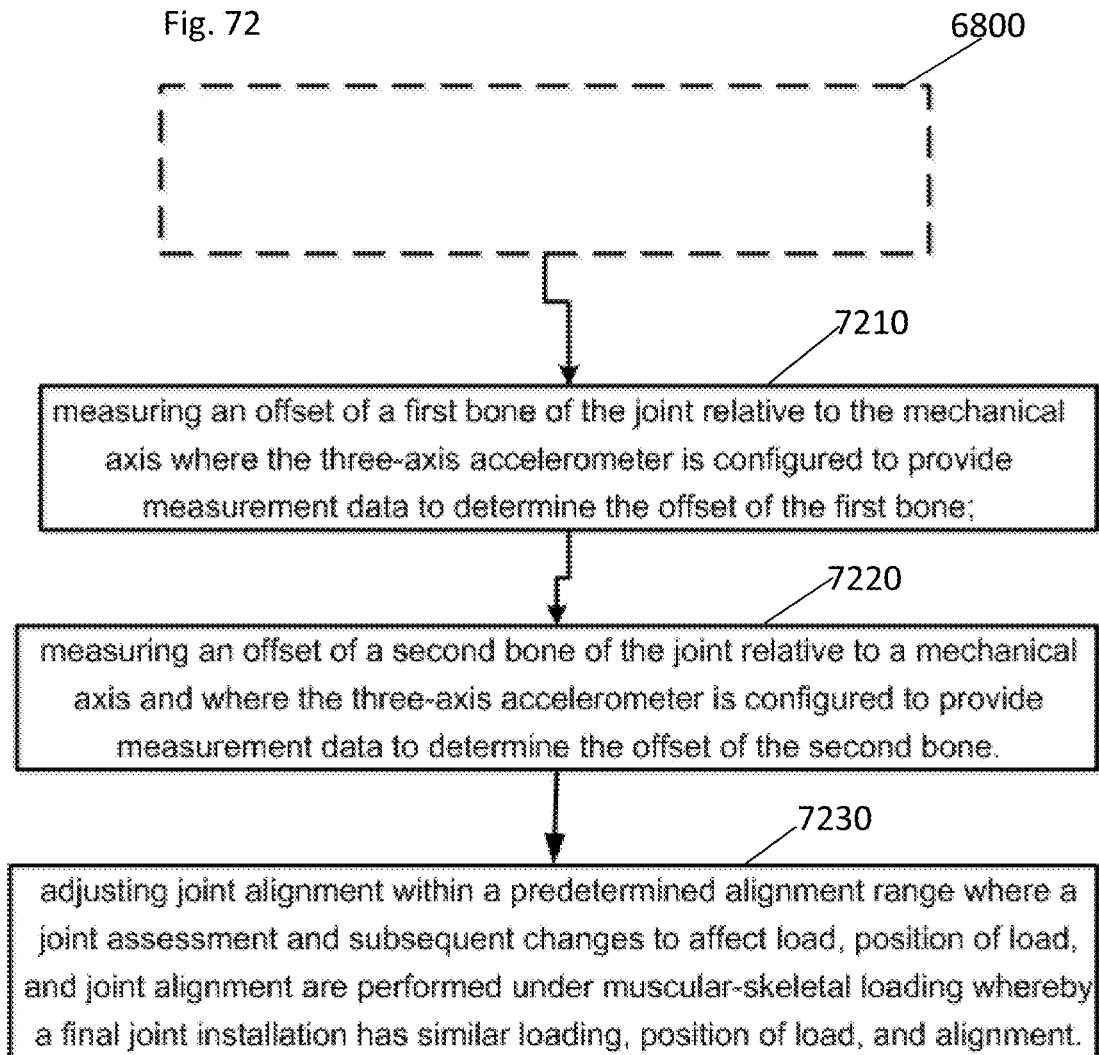 Fig. 72
6800
7210
measuring an offset of a first bone of the joint relative to the mechanical
axis where the three-axis accelerometer is configured to provide
measurement data to determine the offset of the first bone;
7220
measuring an offset of a second bone of the joint relative to a mechanical
axis and where the three-axis accelerometer is configured to provide
measurement data to determine the offset of the second bone.
7230
adjusting joint alignment within a predetermined alignment range where a
joint assessment and subsequent changes to affect load, position of load,
and joint alignment are performed under muscular-skeletal loading whereby
a final joint installation has similar loading, position of load, and alignment.